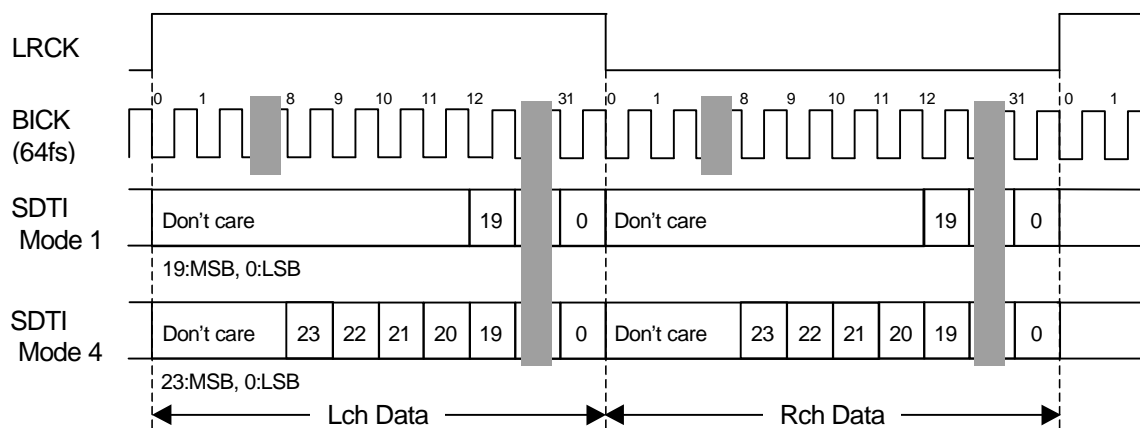 LRCK
0 1 8 9 10 11 12 31 0 1 8 9 10 11 12 31 0 1
BICK
(64fs)
SDTI
Mode 1
Don't care 19 0 Don't care 19 0
19:MSB, 0:LSB
SDTI
Mode 4
Don't care 23 22 21 20 19 0 Don't care 23 22 21 20 19 0
23:MSB, 0:LSB
Lch Data Rch Data